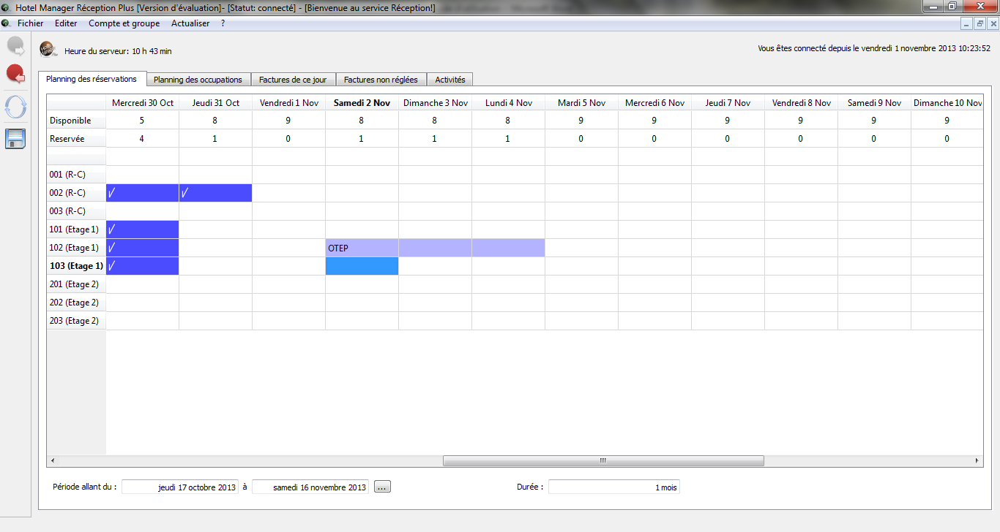 Hotel Manager Réception Plus [Version d'évaluation]- [Statut: connecté] - [Bienvenue au service Réception!]
Fichier Editer Compte et groupe Actualiser ?
Heure du serveur: 10 h 43 min
Vous êtes connecté depuis le vendredi 1 novembre 2013 10:23:52
Planning des réservations Planning des occupations Factures de ce jour Factures non réglées Activités
Mercredi 30 Oct Jeudi 31 Oct Vendredi 1 Nov Samedi 2 Nov Dimanche 3 Nov Lundi 4 Nov Mardi 5 Nov Mercredi 6 Nov Jeudi 7 Nov Vendredi 8 Nov Samedi 9 Nov Dimanche 10 Nov
Disponible 5 8 9 8 8 8 9 9 9 9 9 9
Reservée 4 1 0 1 1 1 0 0 0 0 0 0
001 (R-C)
002 (R-C)
003 (R-C)
101 (Etage 1)
102 (Etage 1) OTEP
103 (Etage 1)
201 (Etage 2)
202 (Etage 2)
203 (Etage 2)
Période allant du : jeudi 17 octobre 2013 à samedi 16 novembre 2013 ... Durée : 1 mois